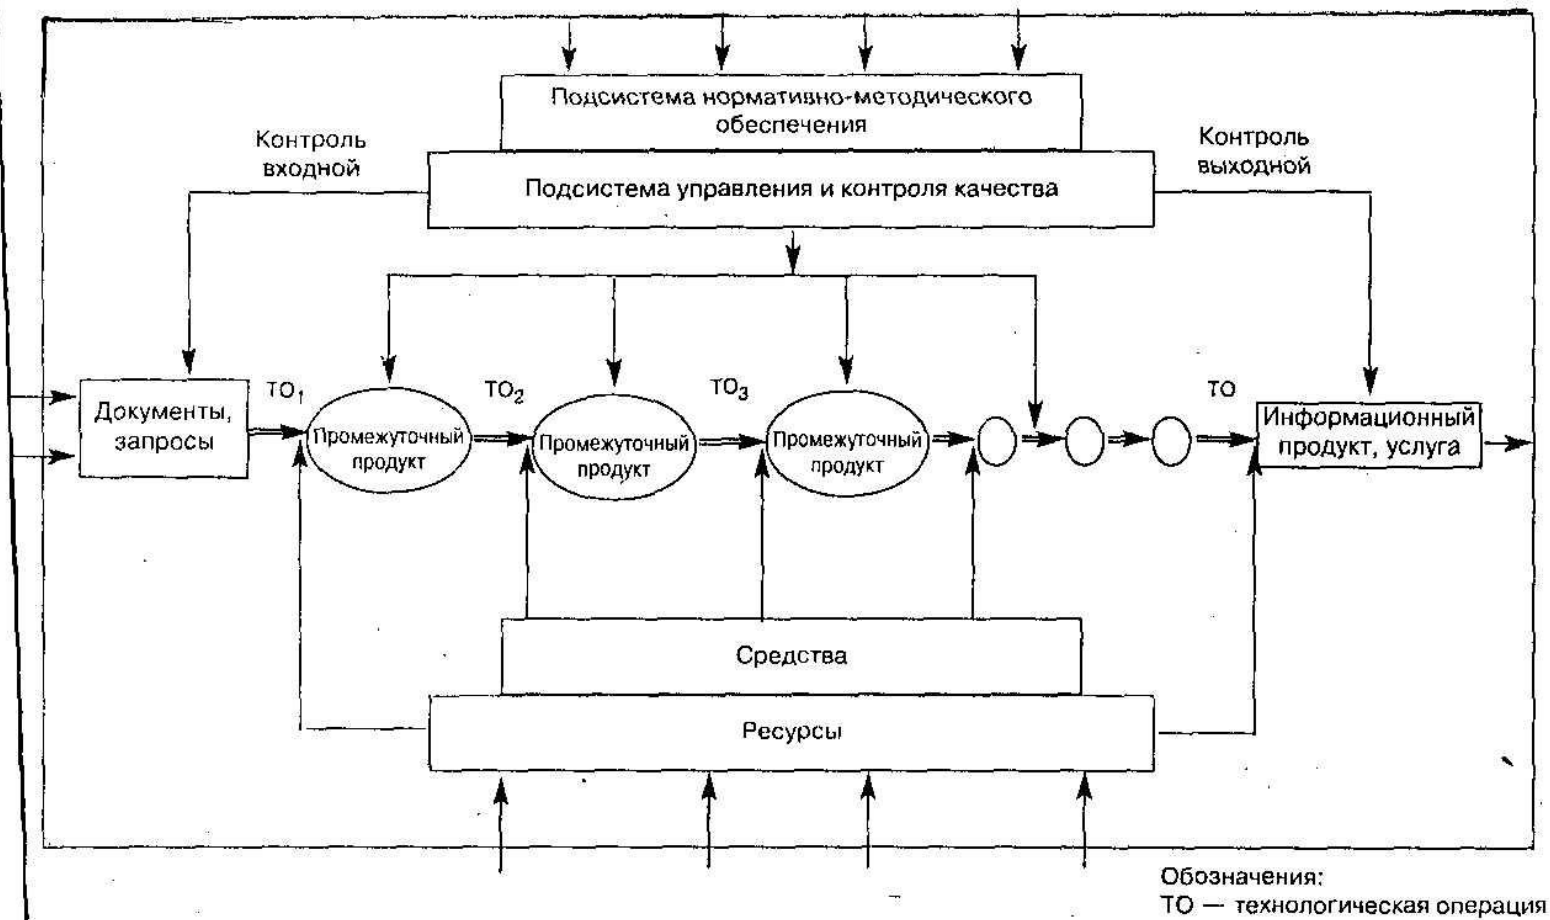 Подсистема нормативно-методического
обеспечения
Контроль
входной
Контроль
выходной
Подсистема управления и контроля качества
Документы,
запросы
ТО1
Промежуточный
продукт
ТО2
Промежуточный
продукт
ТО3
Промежуточный
продукт
ТО
Информационный
продукт, услуга
Средства
Ресурсы
Обозначения:
ТО — технологическая операция